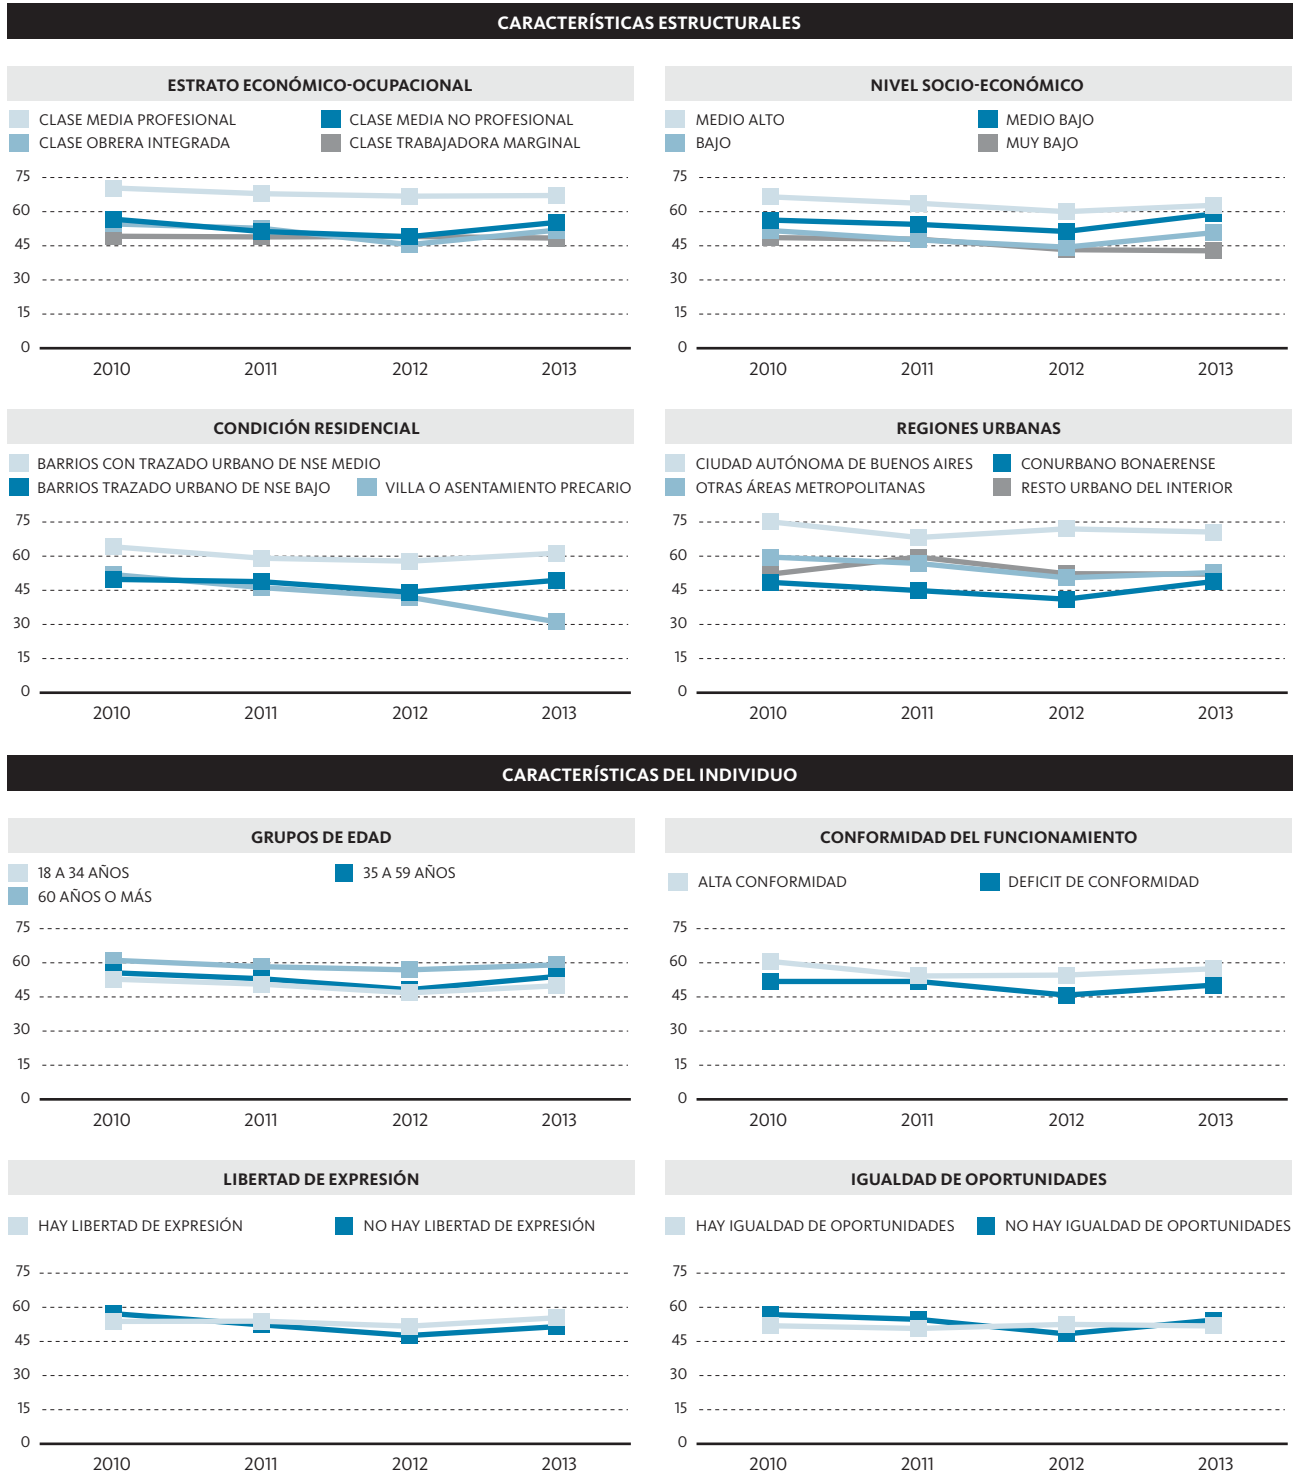 CARACTERÍSTICAS ESTRUCTURALES
ESTRATO ECONÓMICO-OCUPACIONAL
CLASE MEDIA PROFESIONAL CLASE MEDIA NO PROFESIONAL
CLASE OBRERA INTEGRADA CLASE TRABAJADORA MARGINAL
75
60
45
30
15
0
2010 2011 2012 2013
NIVEL SOCIO-ECONÓMICO
MEDIO ALTO MEDIO BAJO
BAJO MUY BAJO
75
60
45
30
15
0
2010 2011 2012 2013
CONDICIÓN RESIDENCIAL
BARRIOS CON TRAZADO URBANO DE NSE MEDIO
BARRIOS TRAZADO URBANO DE NSE BAJO VILLA O ASENTAMIENTO PRECARIO
75
60
45
30
15
0
2010 2011 2012 2013
REGIONES URBANAS
CIUDAD AUTÓNOMA DE BUENOS AIRES CONURBANO BONAERENSE
OTRAS ÁREAS METROPOLITANAS RESTO URBANO DEL INTERIOR
75
60
45
30
15
0
2010 2011 2012 2013
CARACTERÍSTICAS DEL INDIVIDUO
GRUPOS DE EDAD
18 A 34 AÑOS 35 A 59 AÑOS
60 AÑOS O MÁS
75
60
45
30
15
0
2010 2011 2012 2013
CONFORMIDAD DEL FUNCIONAMIENTO
ALTA CONFORMIDAD DEFICIT DE CONFORMIDAD
75
60
45
30
15
0
2010 2011 2012 2013
LIBERTAD DE EXPRESIÓN
HAY LIBERTAD DE EXPRESIÓN NO HAY LIBERTAD DE EXPRESIÓN
75
60
45
30
15
0
2010 2011 2012 2013
IGUALDAD DE OPORTUNIDADES
HAY IGUALDAD DE OPORTUNIDADES NO HAY IGUALDAD DE OPORTUNIDADES
75
60
45
30
15
0
2010 2011 2012 2013